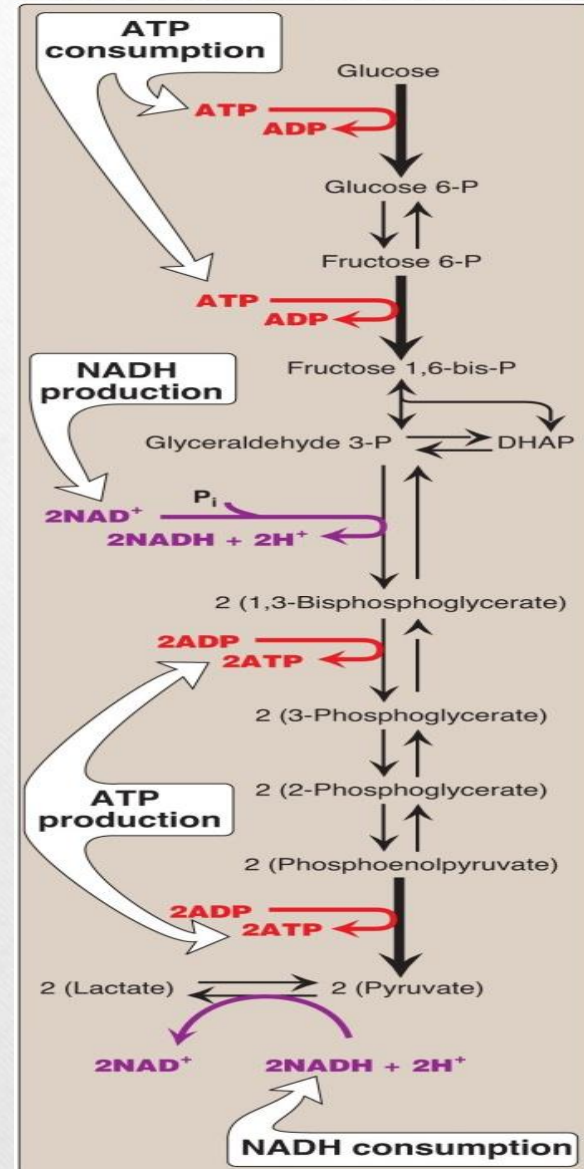 ATP
consumption
Glucose
ATP
ADP
Glucose 6-P
Fructose 6-P
ATP
ADP
Fructose 1,6-bis-P
NADH
production
Glyceraldehyde 3-P
DHAP
Pi
2NAD⁺
2NADH + 2H⁺
2 (1,3-Bisphosphoglycerate)
2ADP
2ATP
2 (3-Phosphoglycerate)
ATP
production
2 (2-Phosphoglycerate)
2 (Phosphoenolpyruvate)
2ADP
2ATP
2 (Lactate)
2 (Pyruvate)
2NAD⁺
2NADH + 2H⁺
NADH consumption